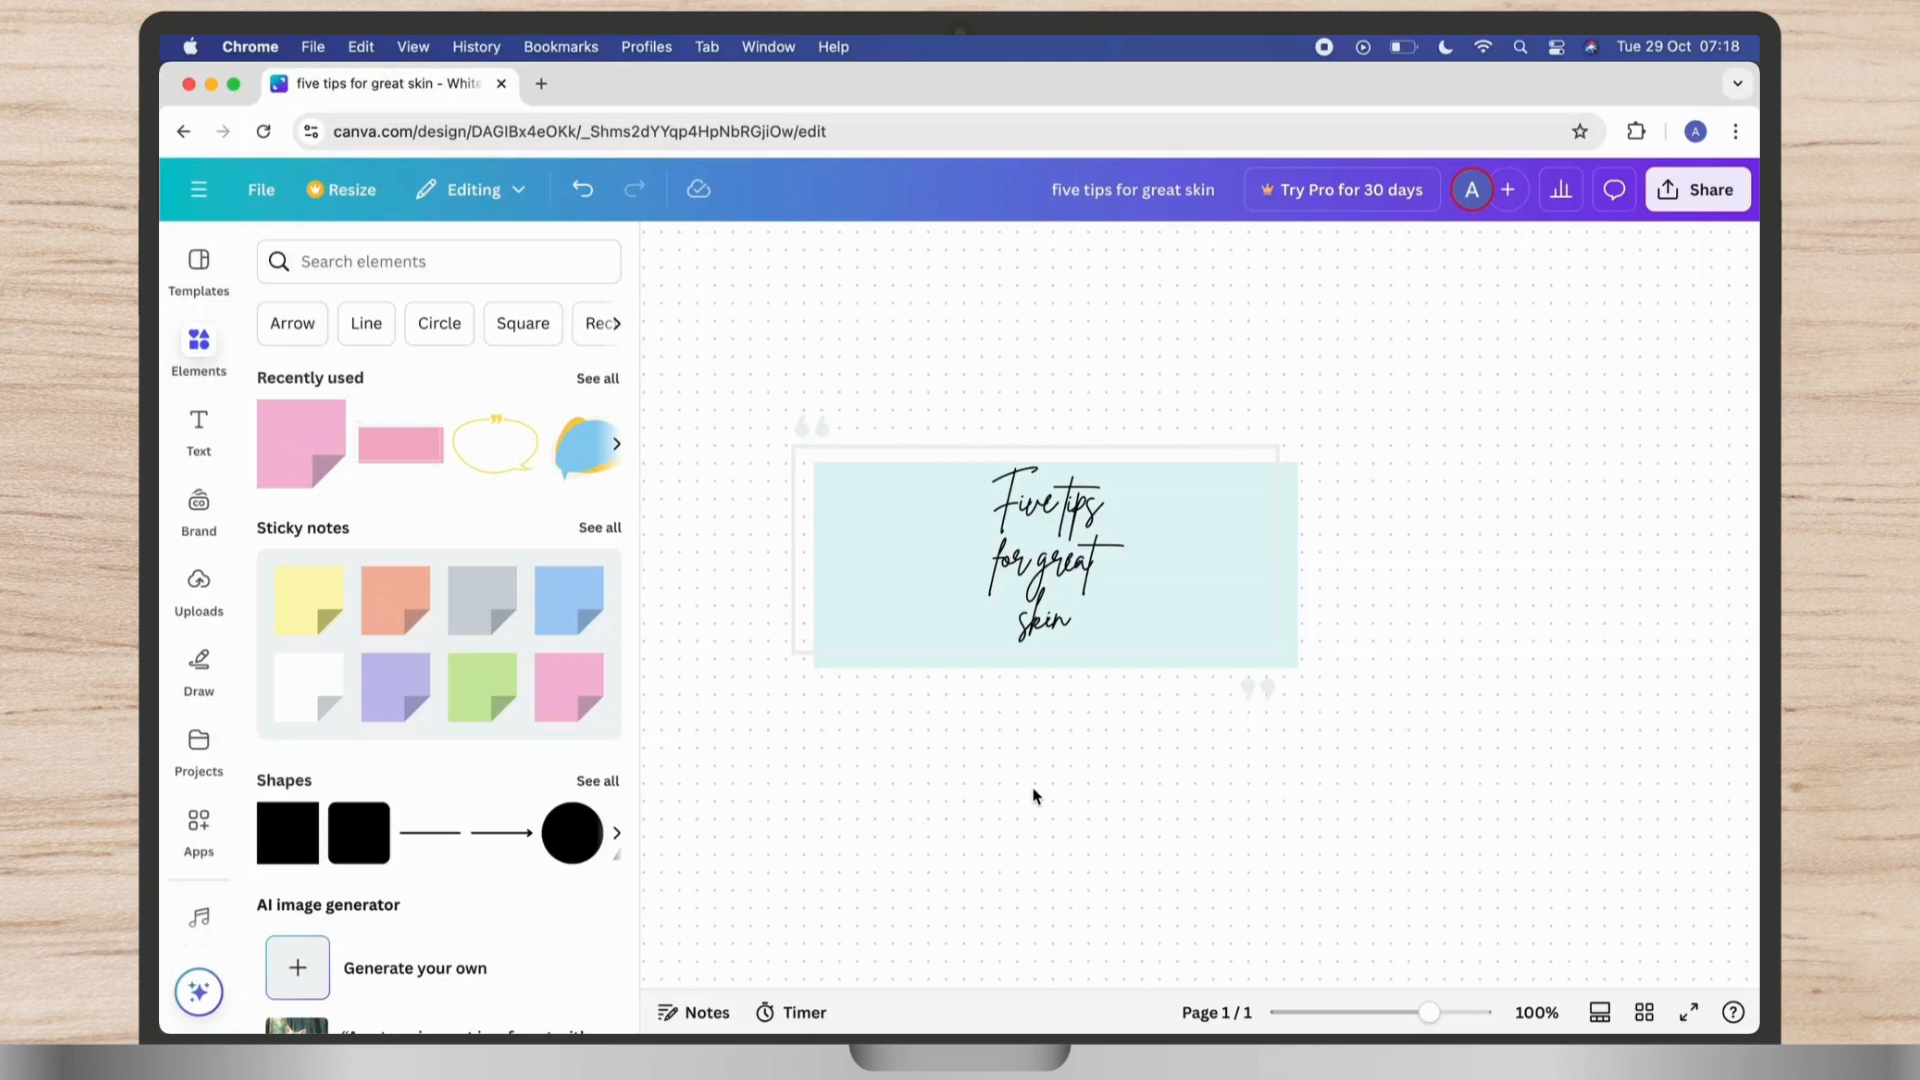 Chrome File Edit View History Bookmarks Profiles Tab Window Help Tue 29 Oct 07:18
five tips for great skin - White
canva.com/design/DAGIBx4eOKk/_Shms2dYYqp4HpNbRGjiOw/edit A
File Resize Editing five tips for great skin Try Pro for 30 days A Share
Templates
Elements
Text
Brand
Uploads
Draw
Projects
Apps
Search elements
Arrow Line Circle Square Rec
Recently used See all
Sticky notes See all
Shapes See all
AI image generator
Generate your own
“
Five tips
for great
skin
”
Notes Timer Page 1 / 1 100%